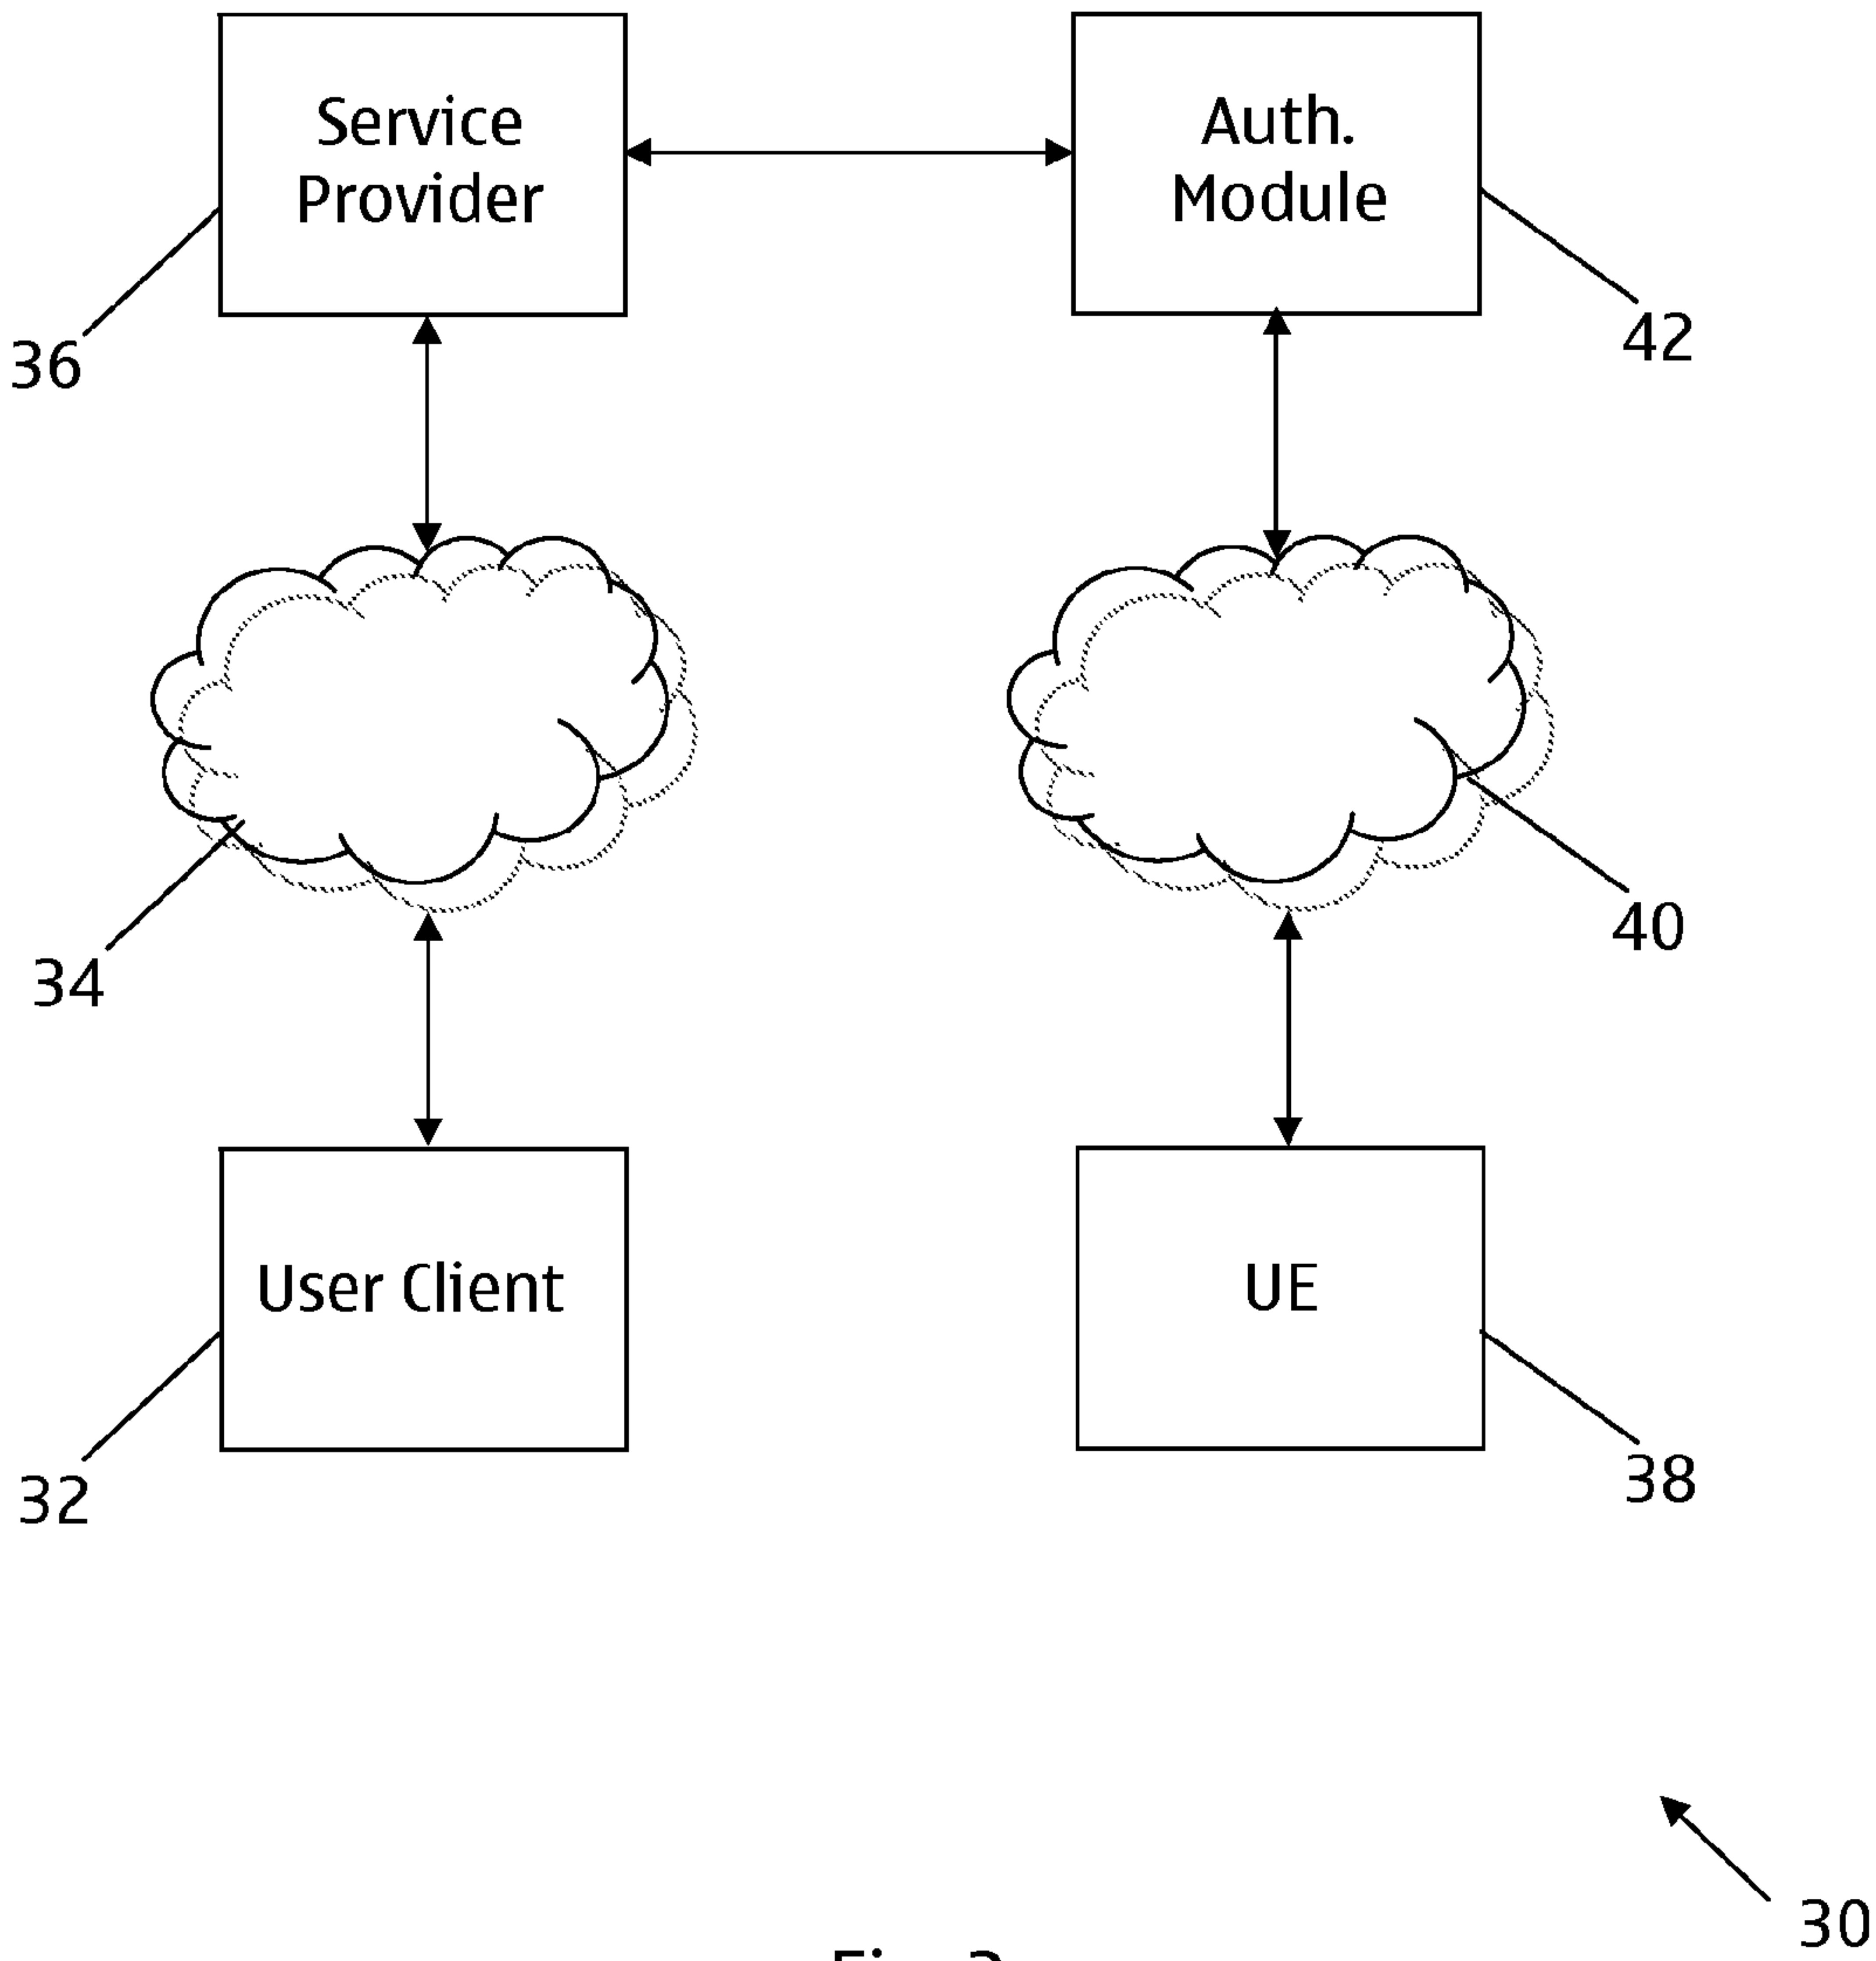 Service
Provider
Auth.
Module
36
42
34
40
User Client
UE
32
38
30